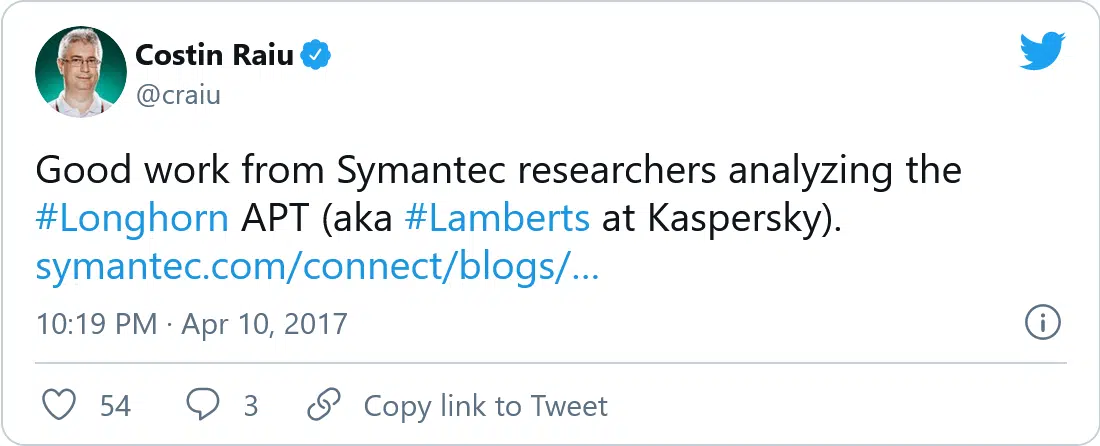 Costin Raiu
@craiu
Good work from Symantec researchers analyzing the
#Longhorn APT (aka #Lamberts at Kaspersky).
symantec.com/connect/blogs/...
10:19 PM · Apr 10, 2017
54 3 Copy link to Tweet